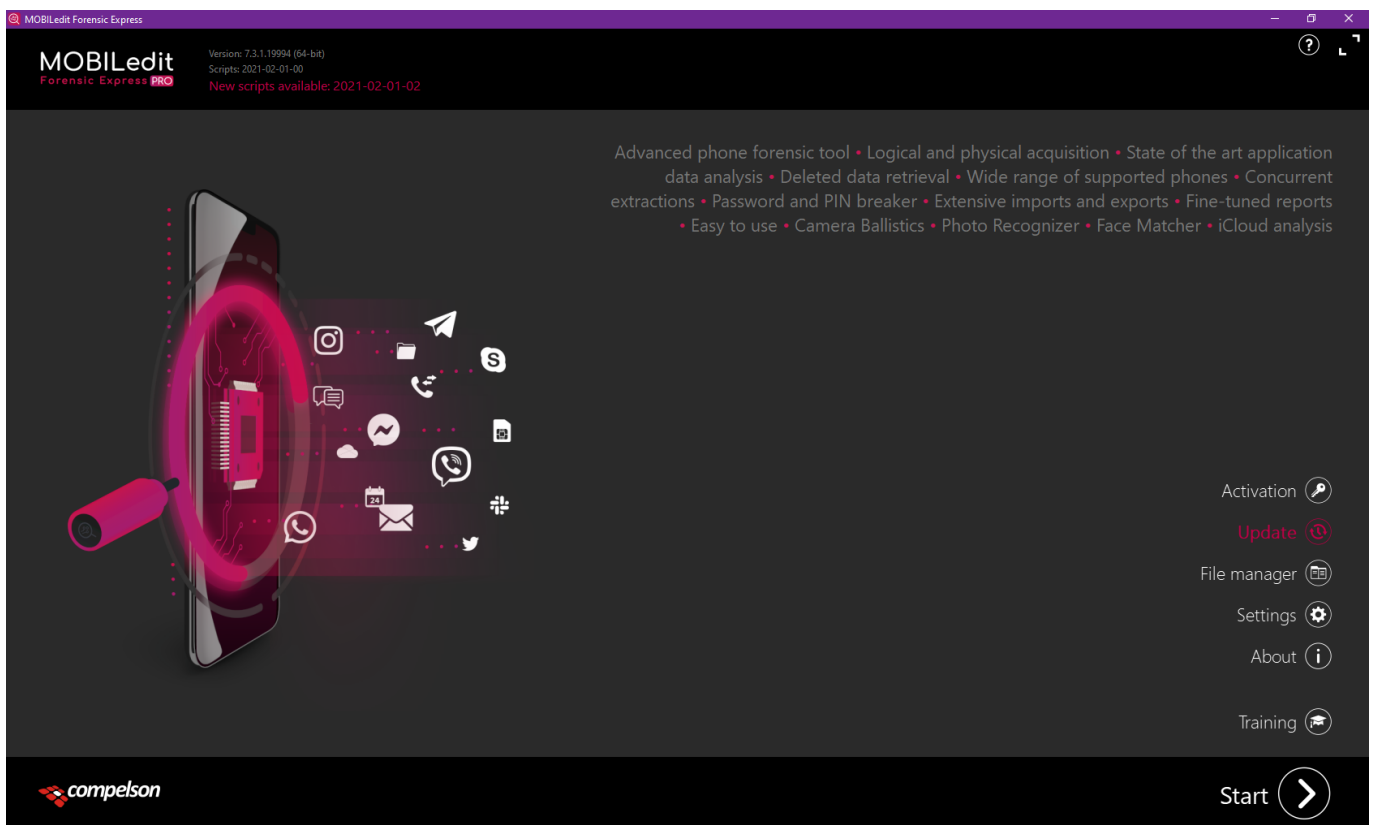 MOBILedit Forensic Express
MOBILedit
Forensic Express PRO
Version: 7.3.1.19994 (64-bit)
Scripts: 2021-02-01-00
New scripts available: 2021-02-01-02
?
Advanced phone forensic tool • Logical and physical acquisition • State of the art application
data analysis • Deleted data retrieval • Wide range of supported phones • Concurrent
extractions • Password and PIN breaker • Extensive imports and exports • Fine-tuned reports
• Easy to use • Camera Ballistics • Photo Recognizer • Face Matcher • iCloud analysis
S
24
Activation
Update
File manager
Settings
About
Training
compelson
Start